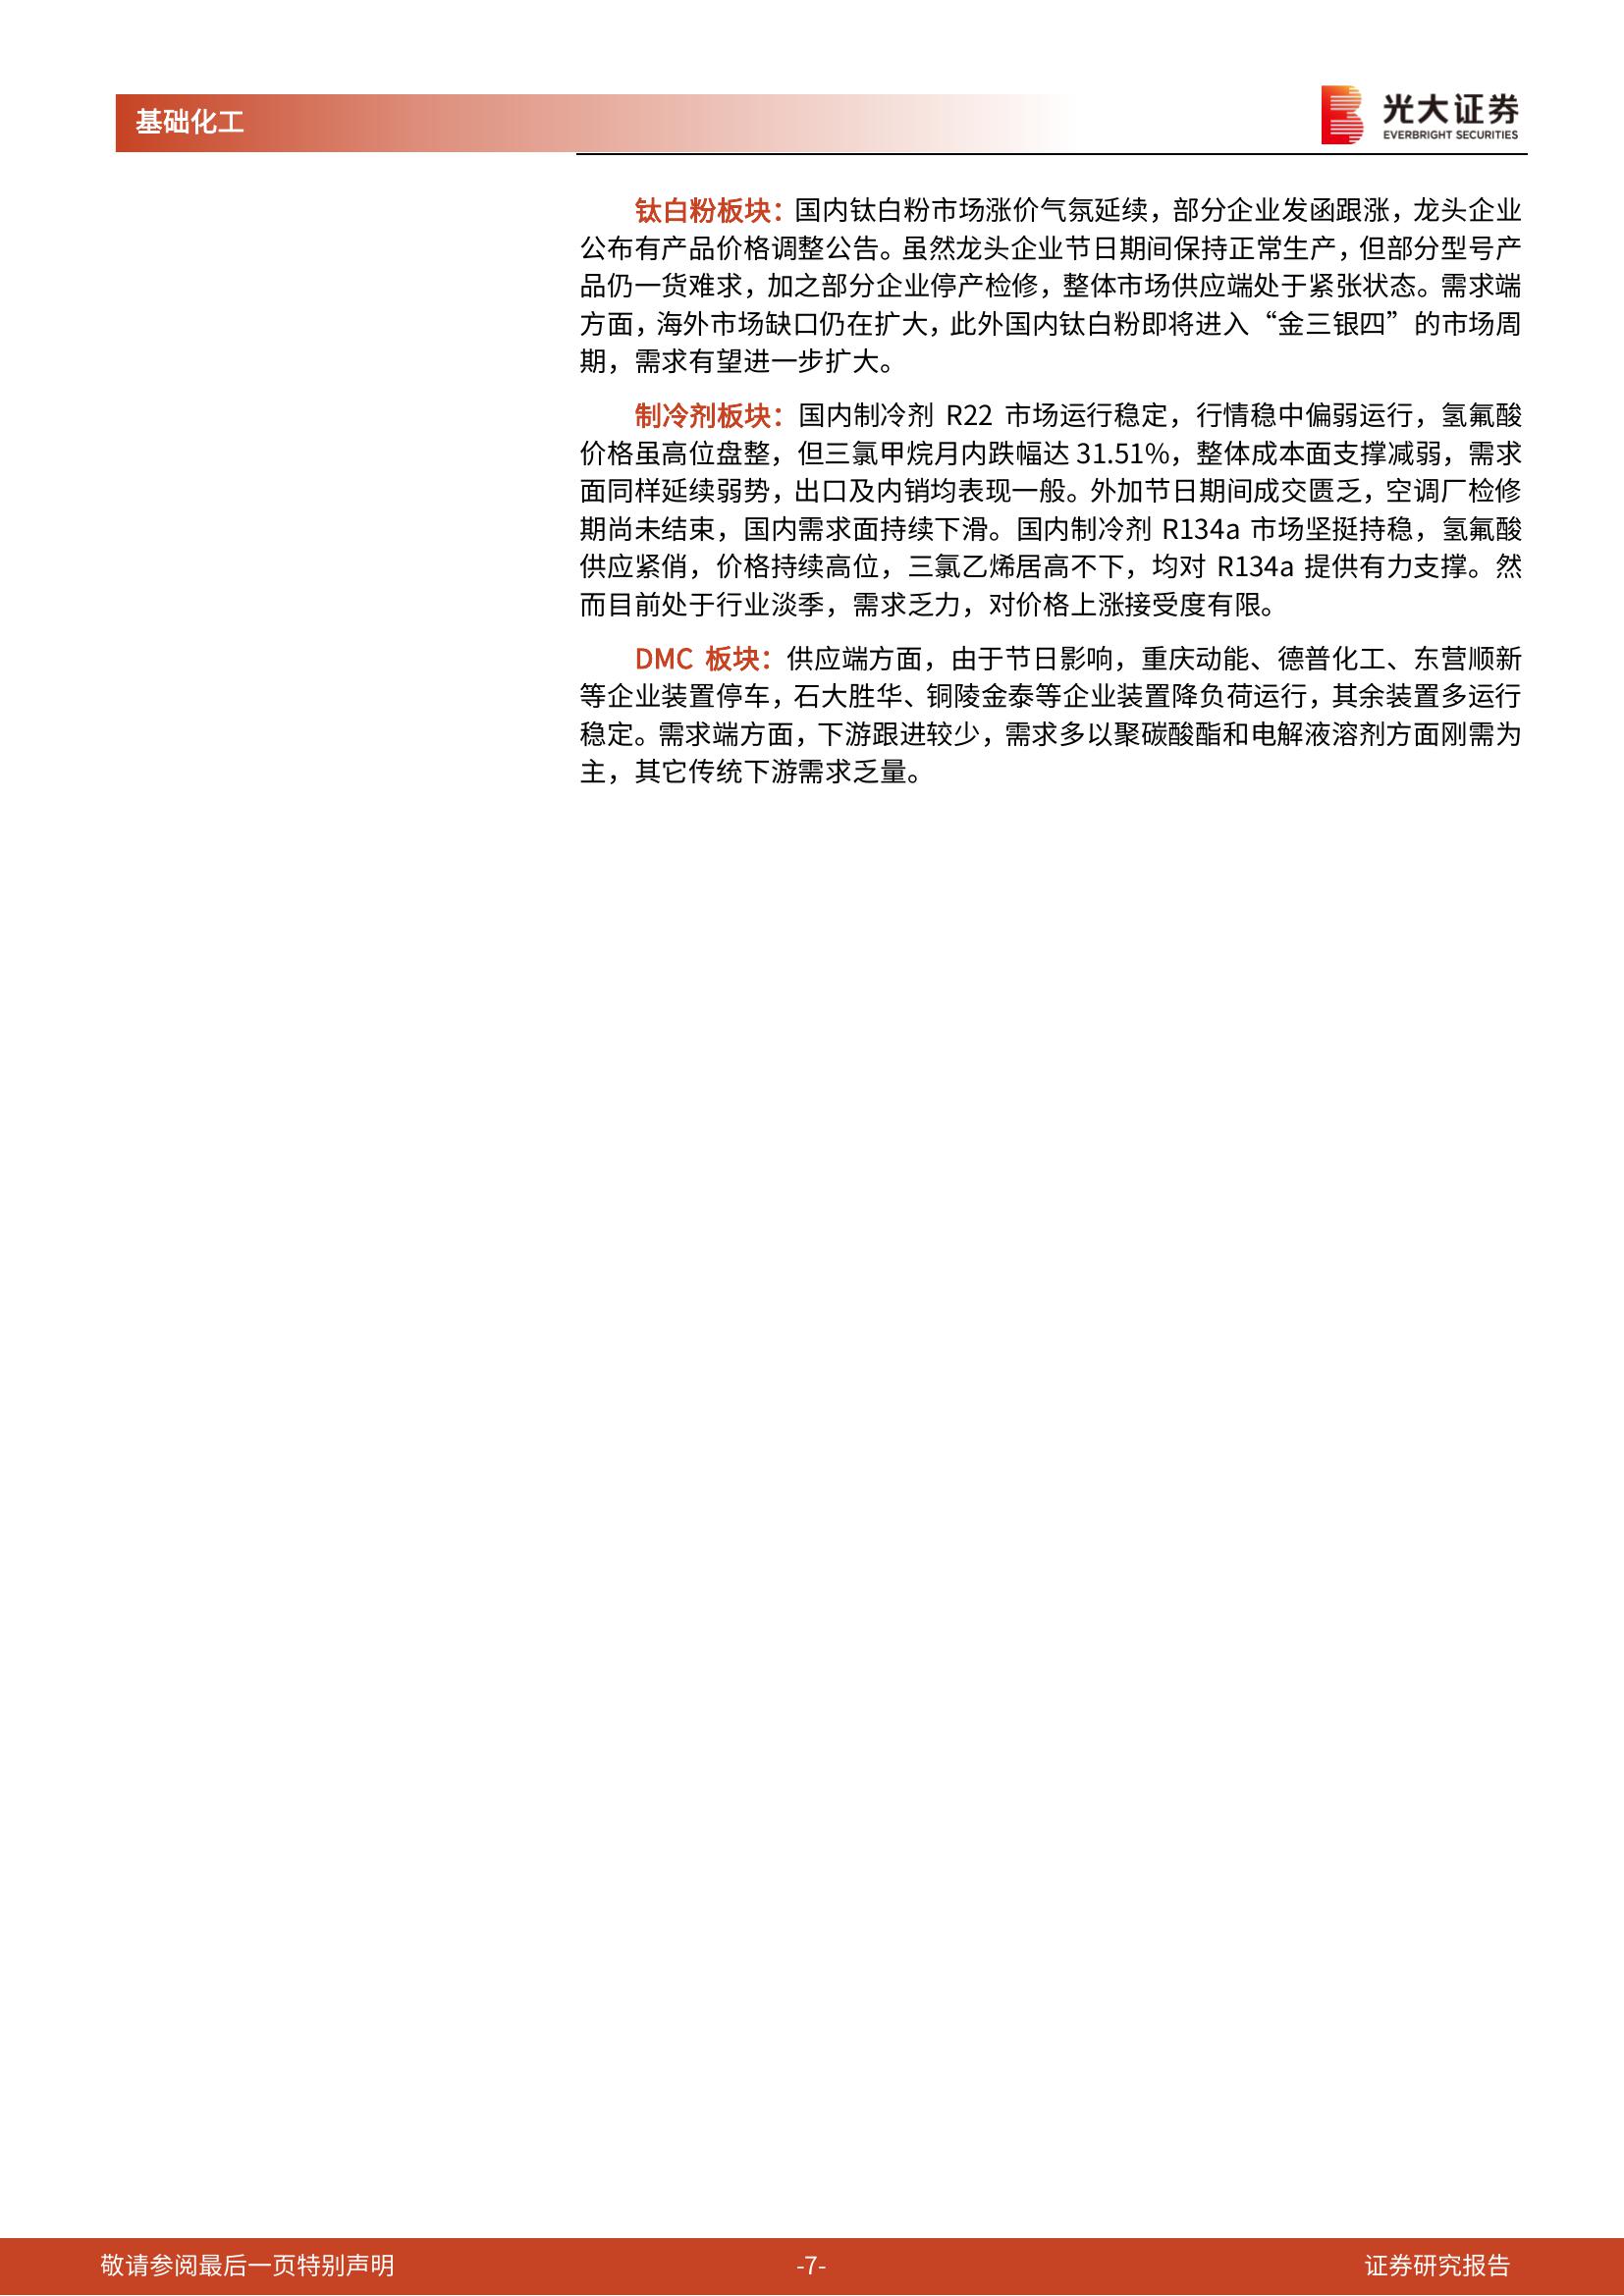 基础化工
光大证券
EVERBRIGHT SECURITIES
钛白粉板块：国内钛白粉市场涨价气氛延续，部分企业发函跟涨，龙头企业
公布有产品价格调整公告。虽然龙头企业节日期间保持正常生产，但部分型号产
品仍一货难求，加之部分企业停产检修，整体市场供应端处于紧张状态。需求端
方面，海外市场缺口仍在扩大，此外国内钛白粉即将进入“金三银四”的市场周
期，需求有望进一步扩大。
制冷剂板块：国内制冷剂 R22 市场运行稳定，行情稳中偏弱运行，氢氟酸
价格虽高位盘整，但三氯甲烷月内跌幅达 31.51%，整体成本面支撑减弱，需求
面同样延续弱势，出口及内销均表现一般。外加节日期间成交匮乏，空调厂检修
期尚未结束，国内需求面持续下滑。国内制冷剂 R134a 市场坚挺持稳，氢氟酸
供应紧俏，价格持续高位，三氯乙烯居高不下，均对 R134a 提供有力支撑。然
而目前处于行业淡季，需求乏力，对价格上涨接受度有限。
DMC 板块：供应端方面，由于节日影响，重庆动能、德普化工、东营顺新
等企业装置停车，石大胜华、铜陵金泰等企业装置降负荷运行，其余装置多运行
稳定。需求端方面，下游跟进较少，需求多以聚碳酸酯和电解液溶剂方面刚需为
主，其它传统下游需求乏量。
敬请参阅最后一页特别声明
-7-
证券研究报告